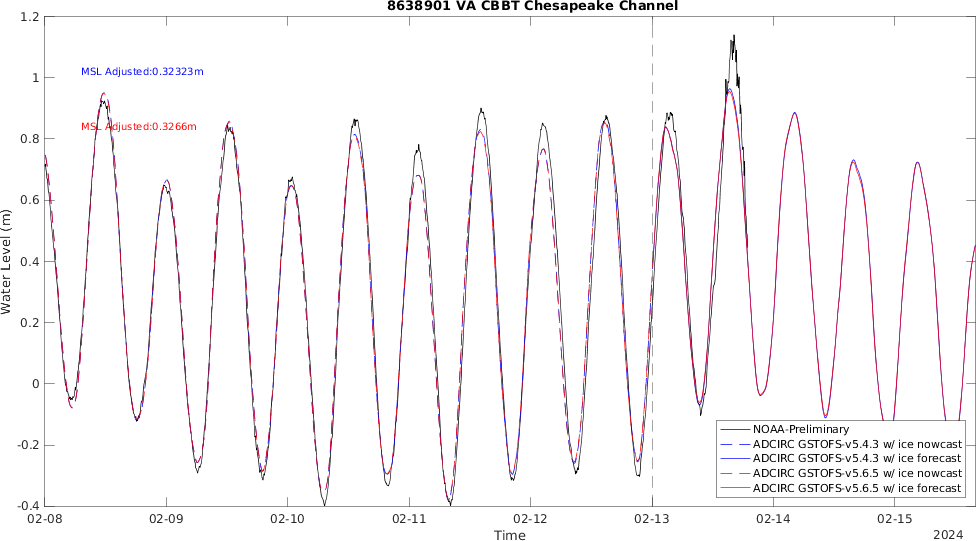 8638901 VA CBBT Chesapeake Channel
1.2
1
0.8
0.6
0.4
0.2
0
-0.2
-0.4
Water Level (m)
MSL Adjusted:0.32323m
MSL Adjusted:0.3266m
NOAA-Preliminary
ADCIRC GSTOFS-v5.4.3 w/ ice nowcast
ADCIRC GSTOFS-v5.4.3 w/ ice forecast
ADCIRC GSTOFS-v5.6.5 w/ ice nowcast
ADCIRC GSTOFS-v5.6.5 w/ ice forecast
02-08 02-09 02-10 02-11 02-12 02-13 02-14 02-15
Time
2024